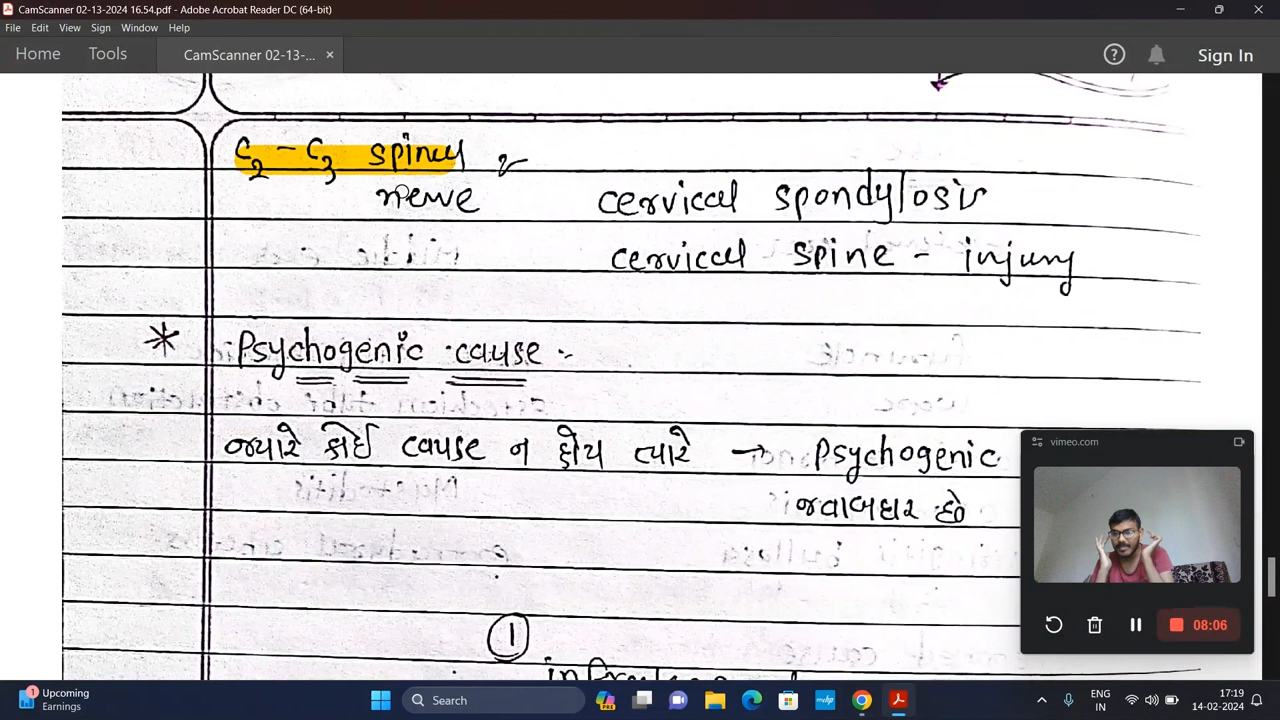 CamScanner 02-13-2024 16.54.pdf - Adobe Acrobat Reader DC (64-bit)
File Edit View Sign Window Help
Home Tools CamScanner 02-13-... × Sign In
C2 - C3 spinal
nerve cervical spondylosis
cervical spine - injury
* Psychogenic cause :-
જ્યારે કોઈ cause ન હોય ત્યારે → Psychogenic
જવાબદાર છે
1
vimeo.com
08:06
1 Upcoming
Earnings
Search
PRE
ENG
IN
17:19
14-02-2024